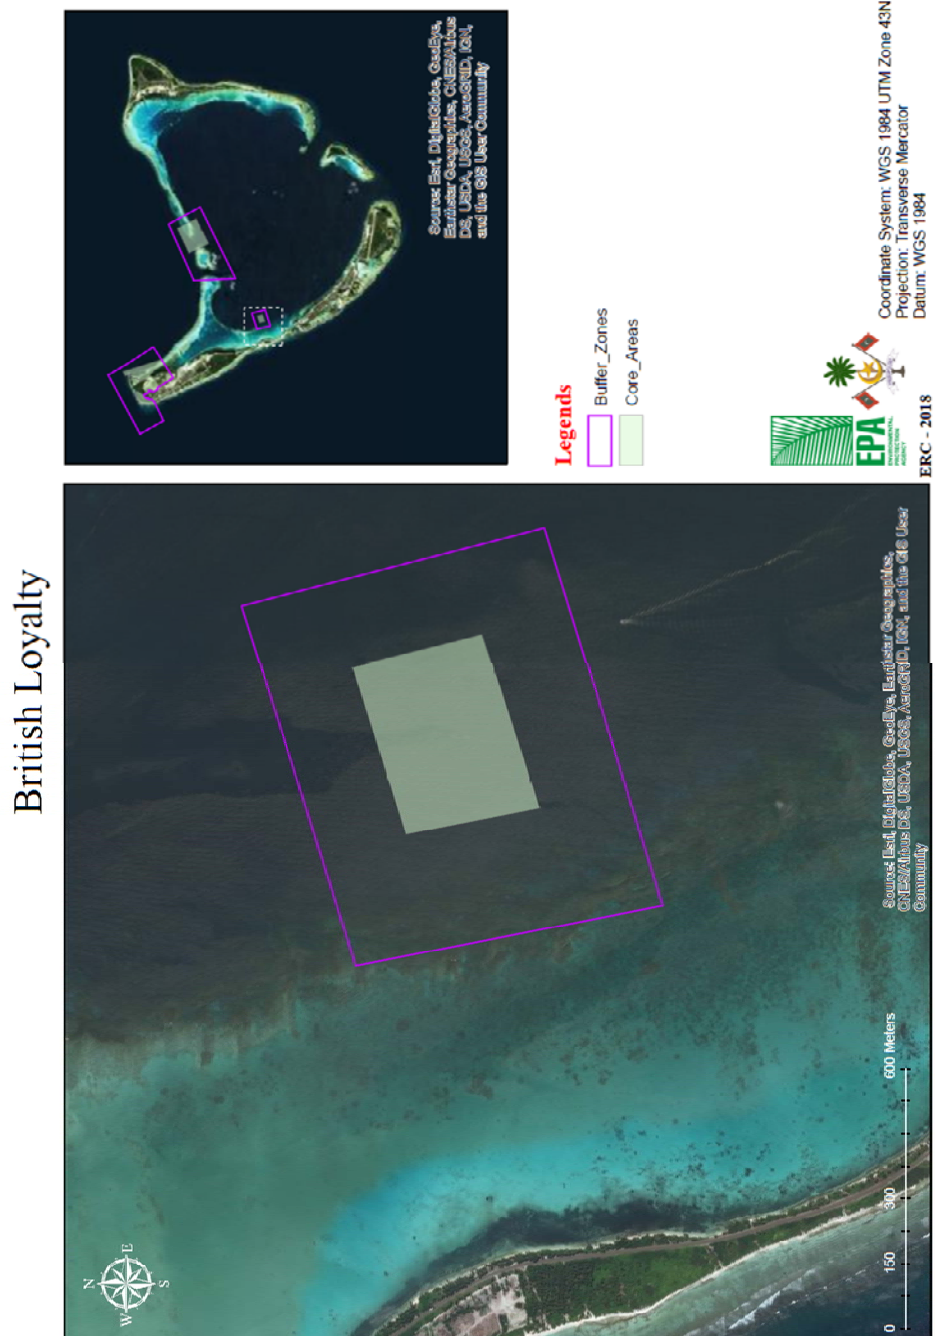 British Loyalty
N
W
E
S
0
150
300
600 Meters
Source: Esri, DigitalGlobe, GeoEye, Earthstar Geographics,
CNES/Airbus DS, USDA, USGS, AeroGRID, IGN, and the GIS User
Community
Source: Esri, DigitalGlobe, GeoEye,
Earthstar Geographics, CNES/Airbus
DS, USDA, USGS, AeroGRID, IGN,
and the GIS User Community
Legends
Buffer_Zones
Core_Areas
EPA
ENVIRONMENTAL
PROTECTION
AGENCY
ERC - 2018
Coordinate System: WGS 1984 UTM Zone 43N
Projection: Transverse Mercator
Datum: WGS 1984